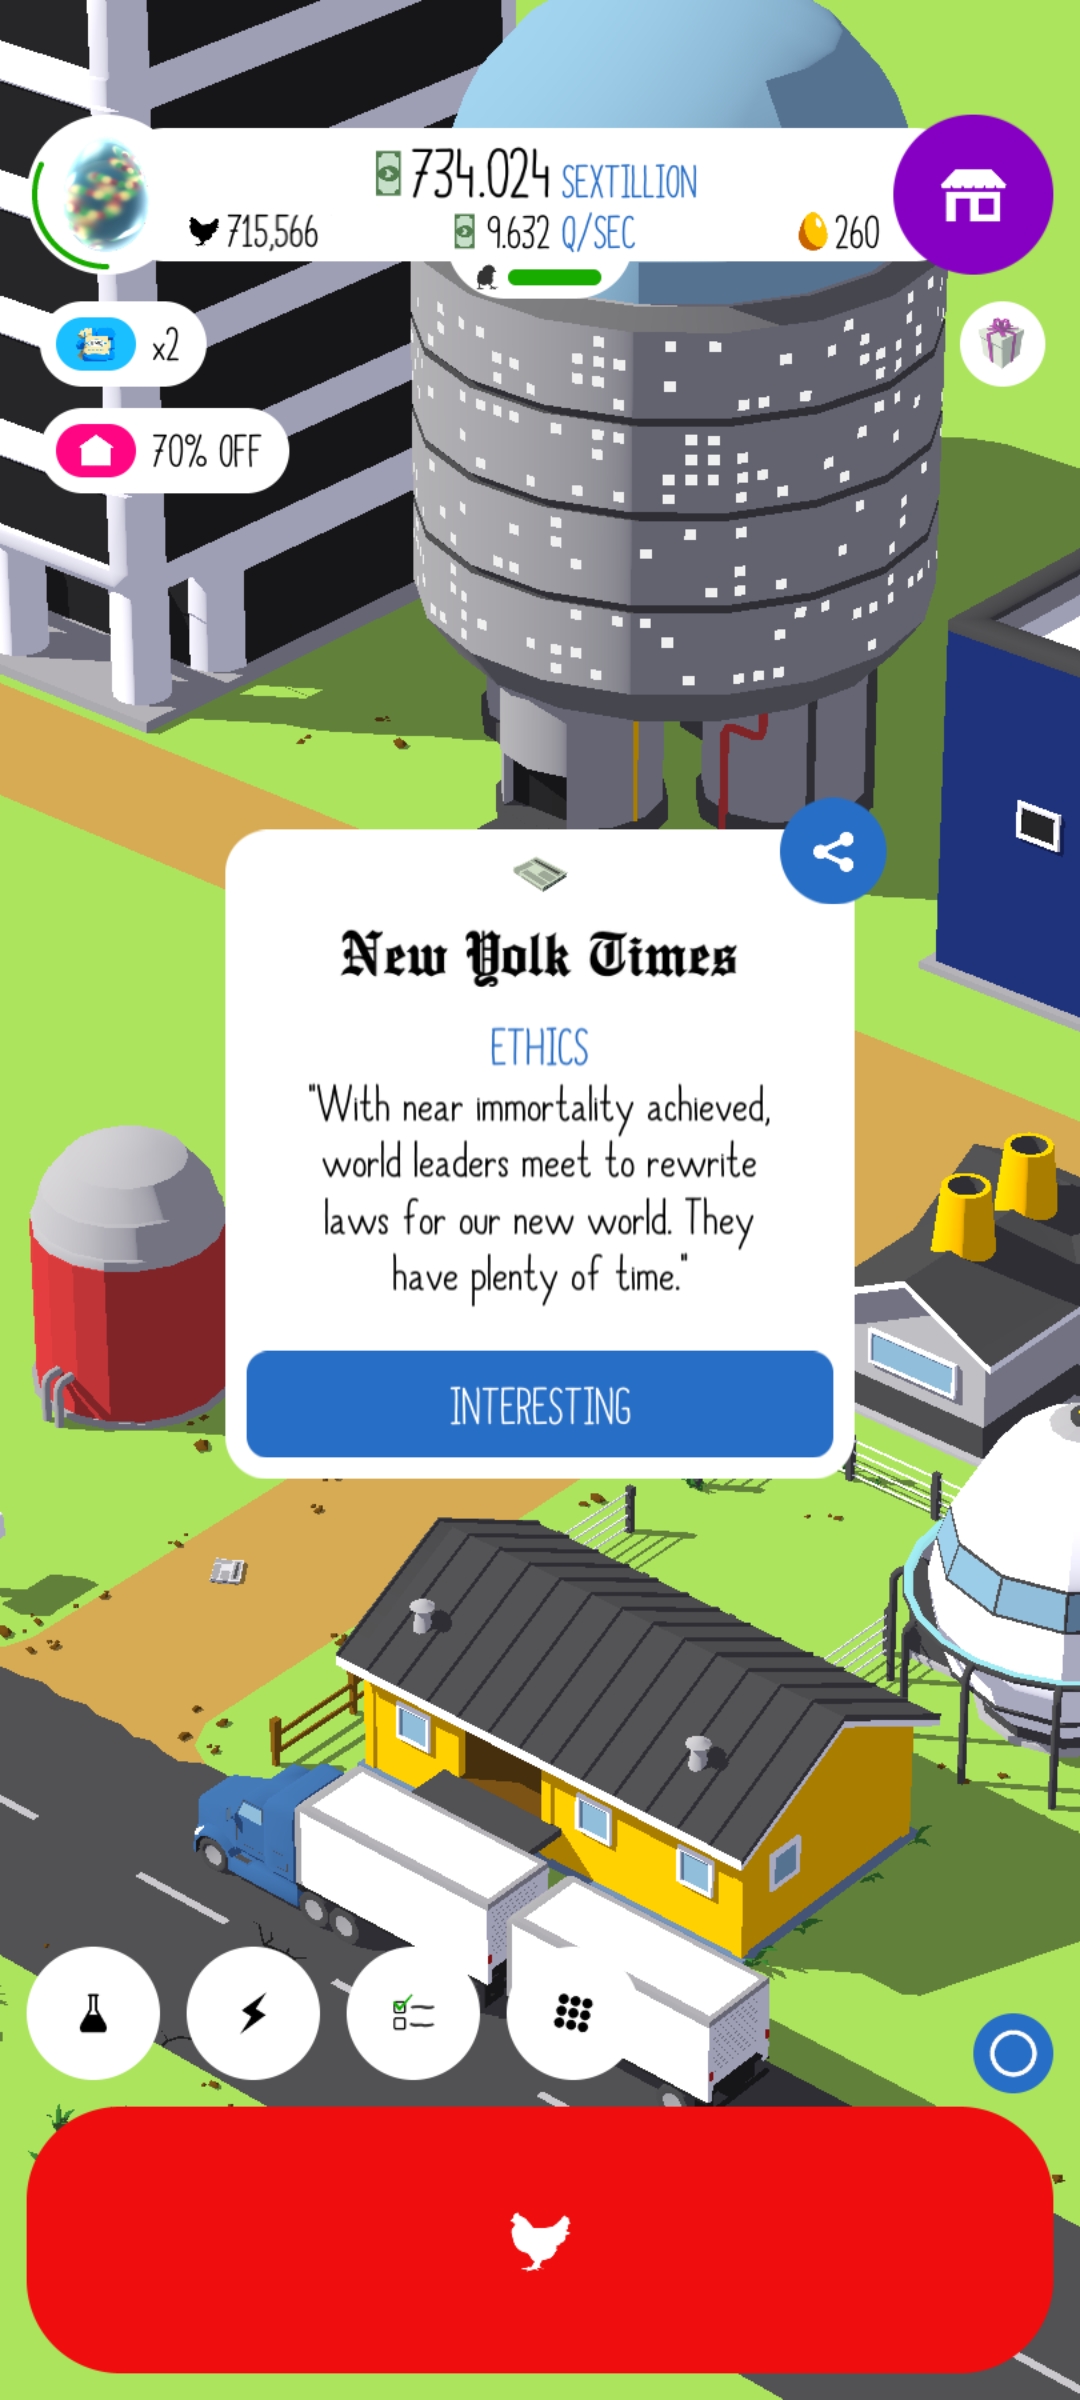 734.024 SEXTILLION
715,566 9.632 Q/SEC 260
x2
70% OFF
New Yolk Times
ETHICS
"With near immortality achieved,
world leaders meet to rewrite
laws for our new world. They
have plenty of time."
INTERESTING